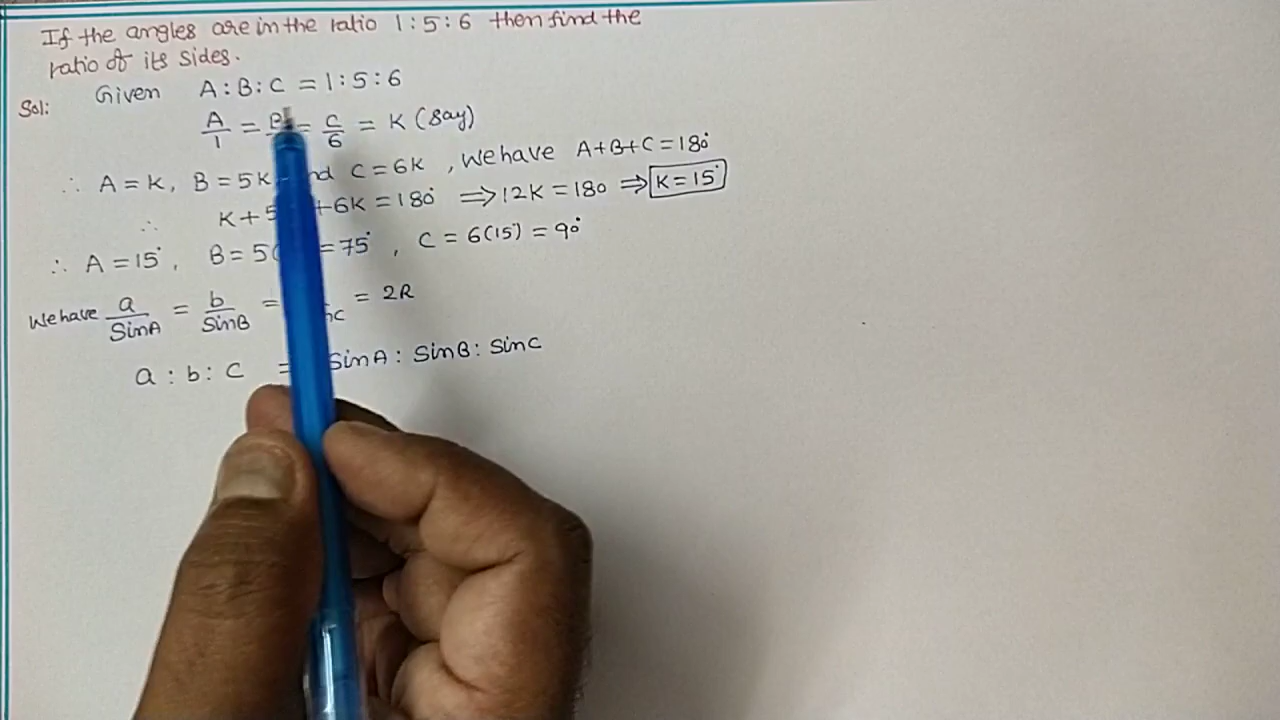 If the angles are in the ratio 1:5:6 then find the
ratio of its sides.
Sol: Given A:B:C = 1:5:6
A/1 = B = C/6 = K (Say)
∴ A = K, B = 5K C = 6K, We have A+B+C = 180°
∴ K+5 +6K = 180° ⇒ 12K = 180 ⇒ K = 15°
∴ A = 15°, B = 5( = 75°, C = 6(15°) = 90°
We have a/SinA = b/SinB = = 2R
a : b : c = SinA : SinB : SinC